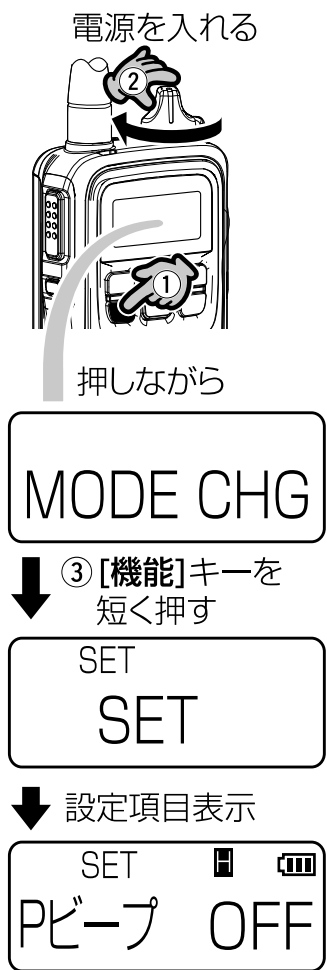 電源を入れる
②
①
押しながら
MODE CHG
③[機能]キーを
短く押す
SET
SET
設定項目表示
SET H
Pビープ OFF